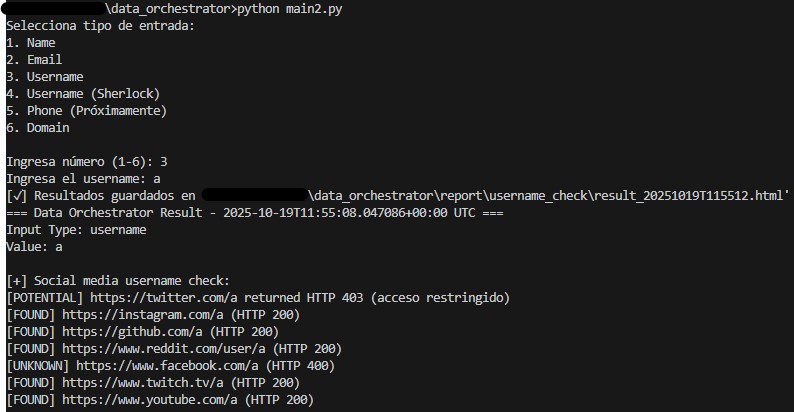 \data_orchestrator>python main2.py
Selecciona tipo de entrada:
1. Name
2. Email
3. Username
4. Username (Sherlock)
5. Phone (Próximamente)
6. Domain
Ingresa número (1-6): 3
Ingresa el username: a
[√] Resultados guardados en \data_orchestrator\report\username_check\result_20251019T115512.html'
=== Data Orchestrator Result - 2025-10-19T11:55:08.047086+00:00 UTC ===
Input Type: username
Value: a
[+] Social media username check:
[POTENTIAL] https://twitter.com/a returned HTTP 403 (acceso restringido)
[FOUND] https://instagram.com/a (HTTP 200)
[FOUND] https://github.com/a (HTTP 200)
[FOUND] https://www.reddit.com/user/a (HTTP 200)
[UNKNOWN] https://www.facebook.com/a (HTTP 400)
[FOUND] https://www.twitch.tv/a (HTTP 200)
[FOUND] https://www.youtube.com/a (HTTP 200)